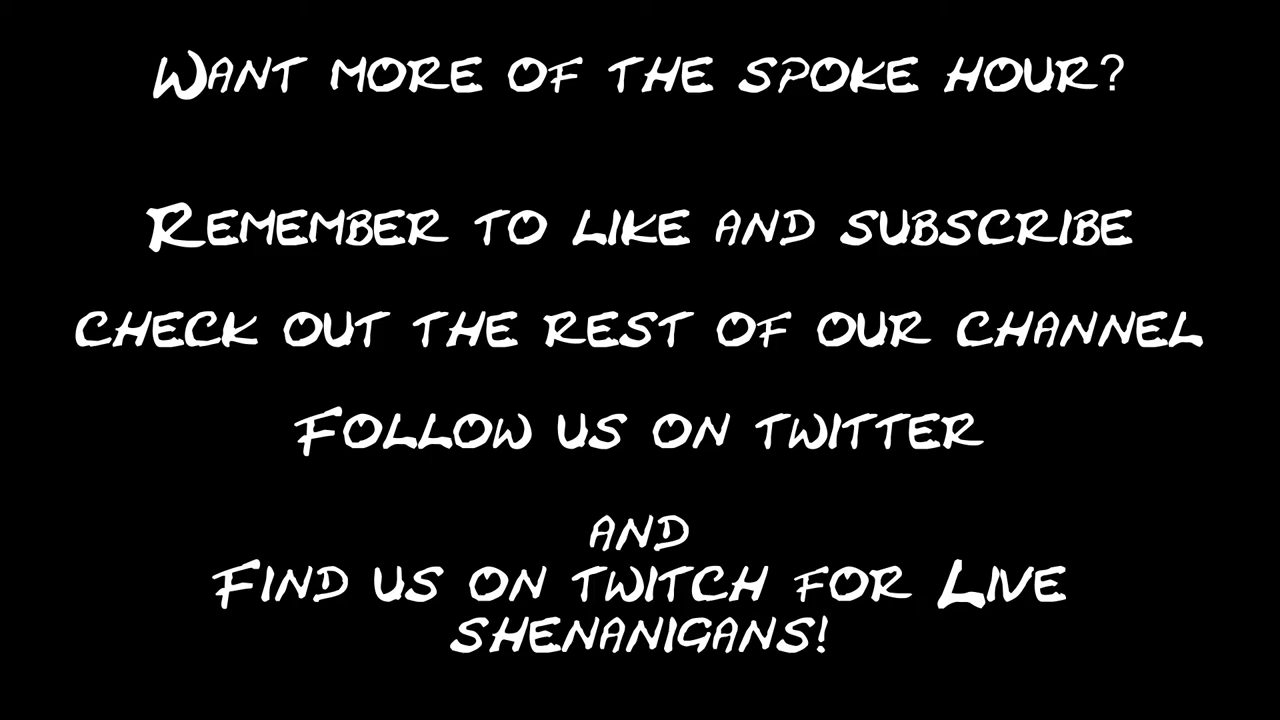 Want more of the spoke hour?
Remember to like and subscribe
check out the rest of our channel
Follow us on twitter
and
Find us on twitch for Live
shenanigans!